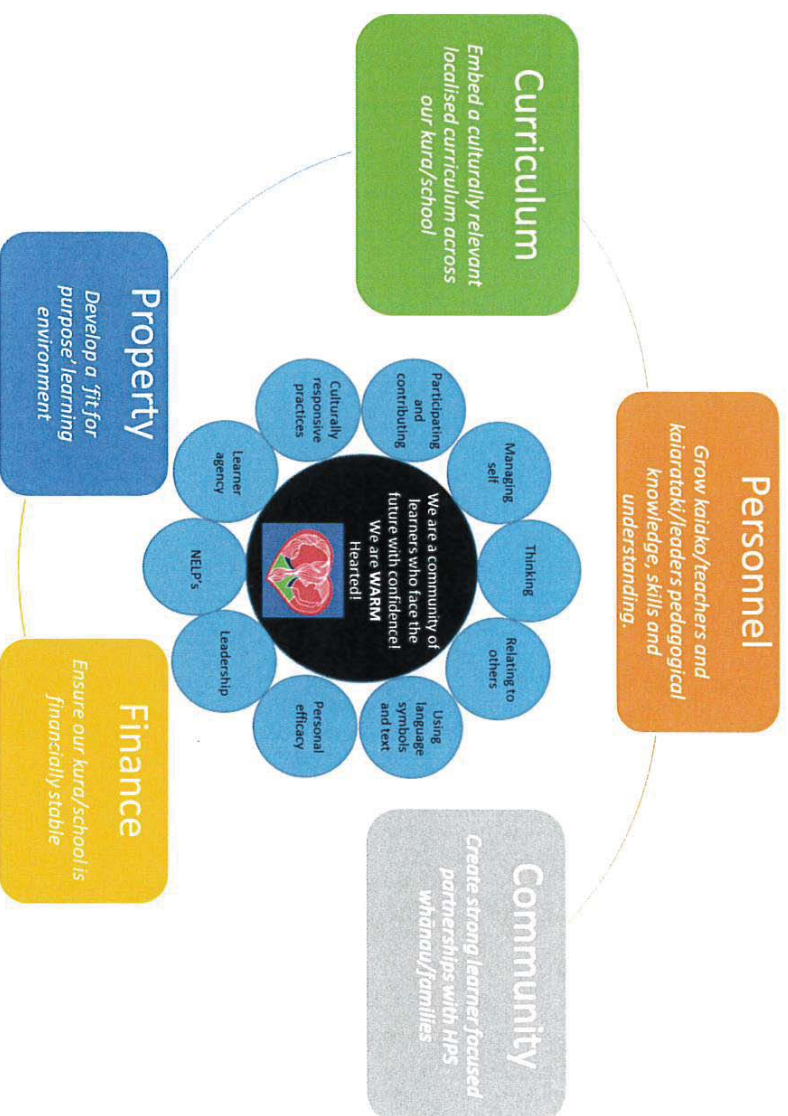 Personnel
Grow kaiako/teachers and
kaiarataki/leaders pedagogical
knowledge, skills and
understanding.
Curriculum
Embed a culturally relevant
localised curriculum across
our kura/school
Community
Create strong learner focused
partnerships with HPS
whānau/families
Property
Develop a 'fit for
purpose' learning
environment
Finance
Ensure our kura/school is
financially stable
We are a community of
learners who face the
future with confidence!
We are WARM
Hearted!
Thinking
Relating to
others
Using
language
symbols
and text
Personal
efficacy
Leadership
NELP's
Learner
agency
Culturally
responsive
practices
Participating
and
contributing
Managing
self